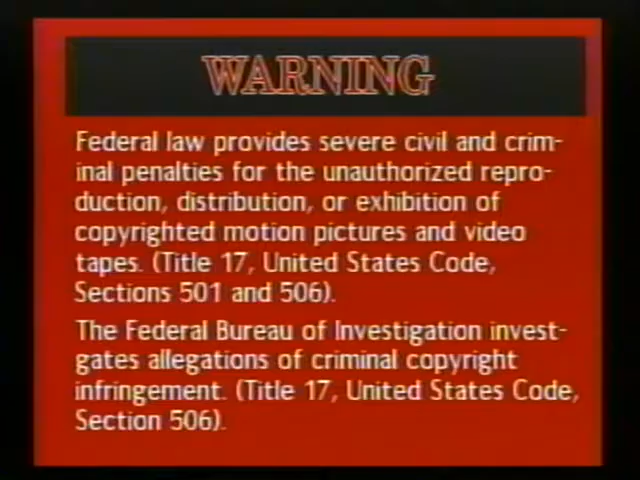 WARNING
Federal law provides severe civil and crim-
inal penalties for the unauthorized repro-
duction, distribution, or exhibition of
copyrighted motion pictures and video
tapes. (Title 17, United States Code,
Sections 501 and 506).
The Federal Bureau of Investigation invest-
gates allegations of criminal copyright
infringement. (Title 17, United States Code,
Section 506).